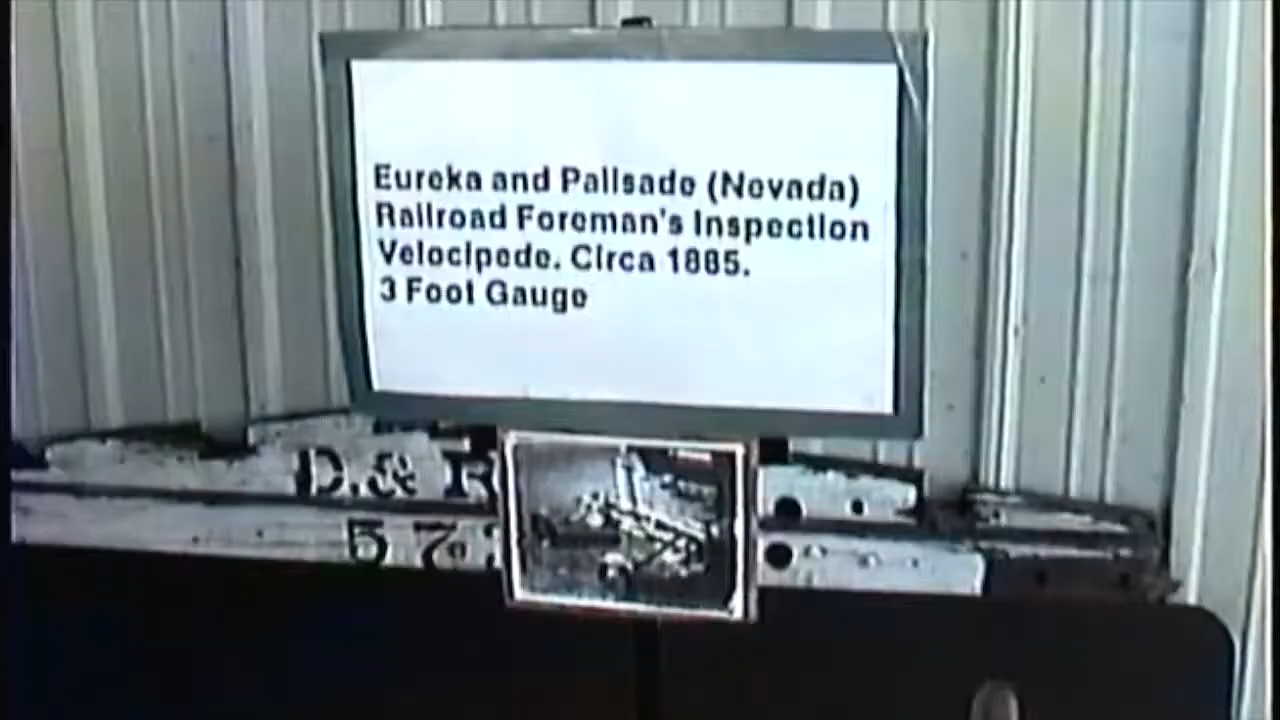 Eureka and Palisade (Nevada)
Railroad Foreman's Inspection
Velocipede. Circa 1885.
3 Foot Gauge
D.& R
57